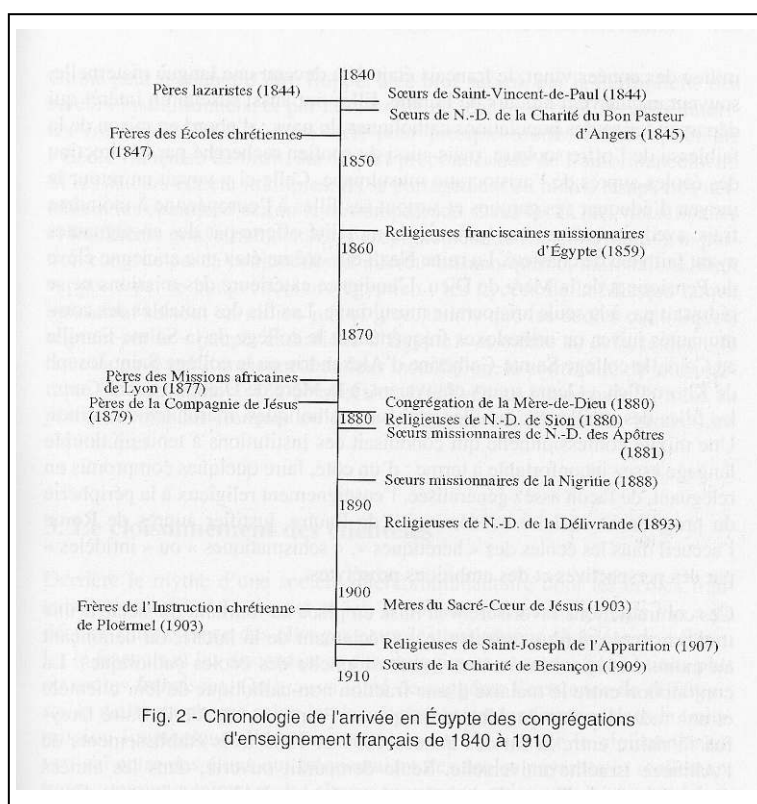 1840
Pères lazaristes (1844)
Sœurs de Saint-Vincent-de-Paul (1844)
Sœurs de N.-D. de la Charité du Bon Pasteur
d'Angers (1845)
Frères des Écoles chrétiennes
(1847)
1850
Religieuses franciscaines missionaires
d'Égypte (1859)
1860
1870
Pères des Missions africaines
de Lyon (1877)
Pères de la Compagnie de Jésus
(1879)
1880
Congrégation de la Mère-de-Dieu (1880)
Religieuses de N.-D. de Sion (1880)
Sœurs missionaires de N.-D. des Apôtres
(1881)
Sœurs missionaires de la Nigritie (1888)
1890
Religieuses de N.-D. de la Délivrande (1893)
1900
Frères de l'Instruction chrétienne
de Ploërmel (1903)
Mères du Sacré-Cœur de Jésus (1903)
Religieuses de Saint-Joseph de l'Apparition (1907)
Sœurs de la Charité de Besançon (1909)
1910
Fig. 2 - Chronologie de l'arrivée en Égypte des congrégations
d'enseignement français de 1840 à 1910